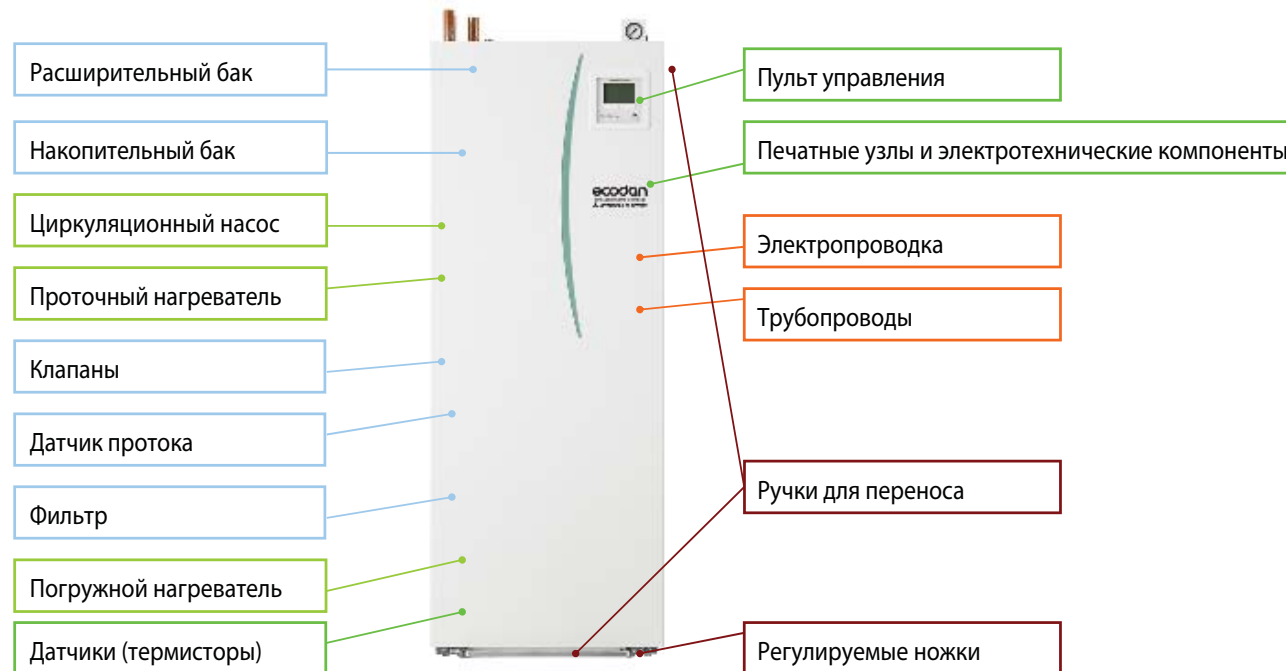 Расширительный бак
Накопительный бак
Циркуляционный насос
Проточный нагреватель
Клапаны
Датчик протока
Фильтр
Погружной нагреватель
Датчики (термисторы)
ecodan
Пульт управления
Печатные узлы и электротехнические компоненты
Электропроводка
Трубопроводы
Ручки для переноса
Регулируемые ножки